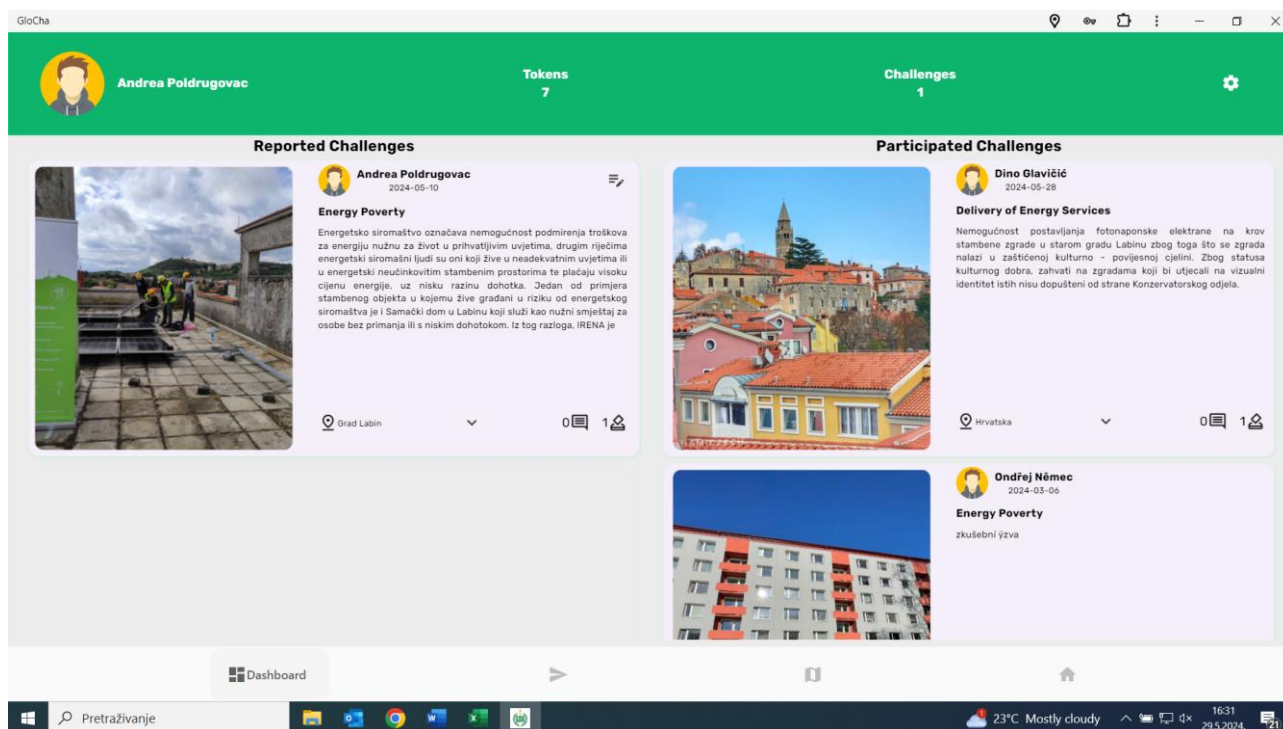 GloCha
Andrea Poldrugovac
Tokens
7
Challenges
1
Reported Challenges
Andrea Poldrugovac
2024-05-10
Energy Poverty
Energetsko siromaštvo označava nemogućnost podmirenja troškova
za energiju nužnu za život u prihvatljivim uvjetima, drugim riječima
energetski siromašni ljudi su oni koji žive u neadekvatnim uvjetima ili
u energetski neučinkovitim stambenim prostorima te plaćaju visoku
cijenu energije, uz nisku razinu dohotka. Jedan od primjera
stambenog objekta u kojemu žive građani u riziku od energetskog
siromaštva je i Samački dom u Labinu koji služi kao nužni smještaj za
osobe bez primanja ili s niskim dohotokom. Iz tog razloga, IRENA je
Grad Labin
0
1
Participated Challenges
Dino Glavičić
2024-05-28
Delivery of Energy Services
Nemogućnost postavljanja fotonaponske elektrane na krov
stambene zgrade u starom gradu Labinu zbog toga što se zgrada
nalazi u zaštićenoj kulturno - povijesnoj cjelini. Zbog statusa
kulturnog dobra, zahvati na zgradama koji bi utjecali na vizualni
identitet istih nisu dopušteni od strane Konzervatorskog odjela.
Hrvatska
0
1
Ondřej Němec
2024-03-06
Energy Poverty
zkušební ýzva
Dashboard
Pretraživanje
23°C Mostly cloudy
16:31
29.5.2024.
21